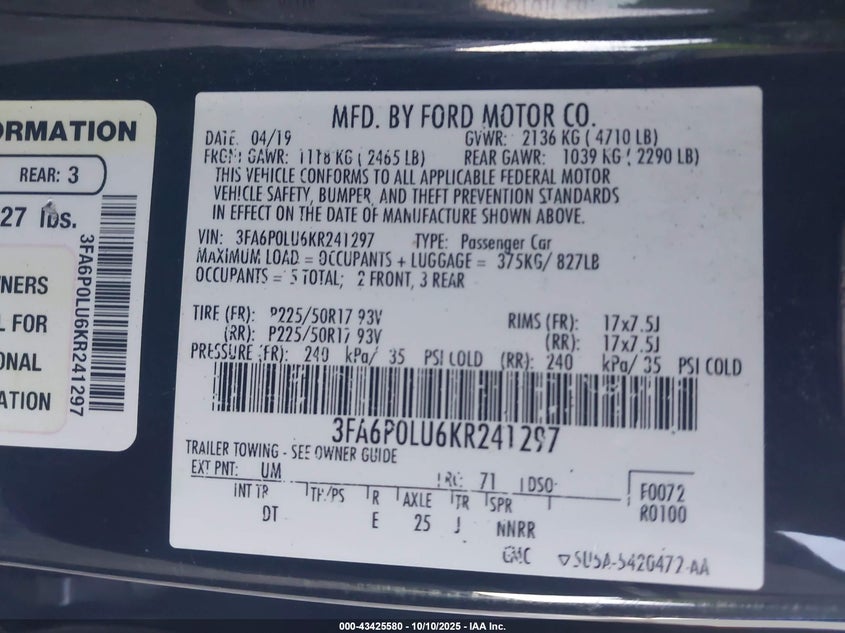 ORMATION
REAR: 3
27 lbs.
NERS
L FOR
ONAL
ATION
3FA6P0LU6KR241297
MFD. BY FORD MOTOR CO.
DATE: 04/19 GVWR: 2136 KG ( 4710 LB)
FRONT GAWR: 1118 KG ( 2465 LB) REAR GAWR: 1039 KG ( 2290 LB)
THIS VEHICLE CONFORMS TO ALL APPLICABLE FEDERAL MOTOR
VEHICLE SAFETY, BUMPER, AND THEFT PREVENTION STANDARDS
IN EFFECT ON THE DATE OF MANUFACTURE SHOWN ABOVE.
VIN: 3FA6P0LU6KR241297 TYPE: Passenger Car
MAXIMUM LOAD = OCCUPANTS + LUGGAGE = 375KG/ 827LB
OCCUPANTS = 5 TOTAL; 2 FRONT, 3 REAR
TIRE (FR): P225/50R17 93V RIMS (FR): 17x7.5J
(RR): P225/50R17 93V (RR): 17x7.5J
PRESSURE (FR): 240 kPa/ 35 PSI COLD (RR): 240 kPa/ 35 PSI COLD
3FA6P0LU6KR241297
TRAILER TOWING - SEE OWNER GUIDE
EXT PNT: UM RC: 71 DSO: F0072
INT TR TP/PS R AXLE TR SPR R0100
DT E 25 J NNRR
CMC SU5A-5420472-AA
000-43425580 - 10/10/2025 - IAA Inc.